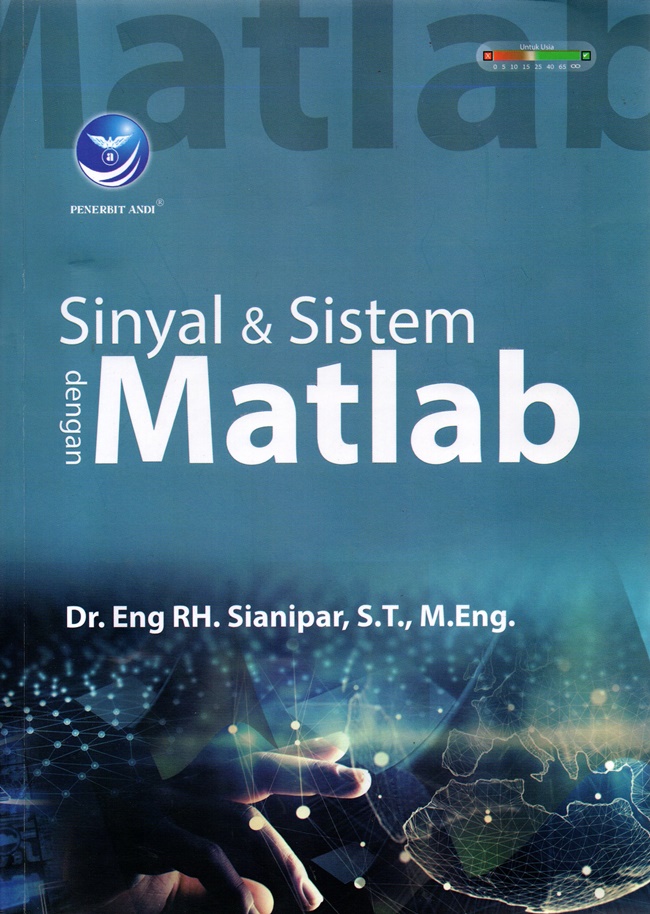 Matlab
Untuk Usia
0 5 10 15 25 40 65 ∞
a
PENERBIT ANDI®
Sinyal & Sistem
dengan
Matlab
Dr. Eng RH. Sianipar, S.T., M.Eng.